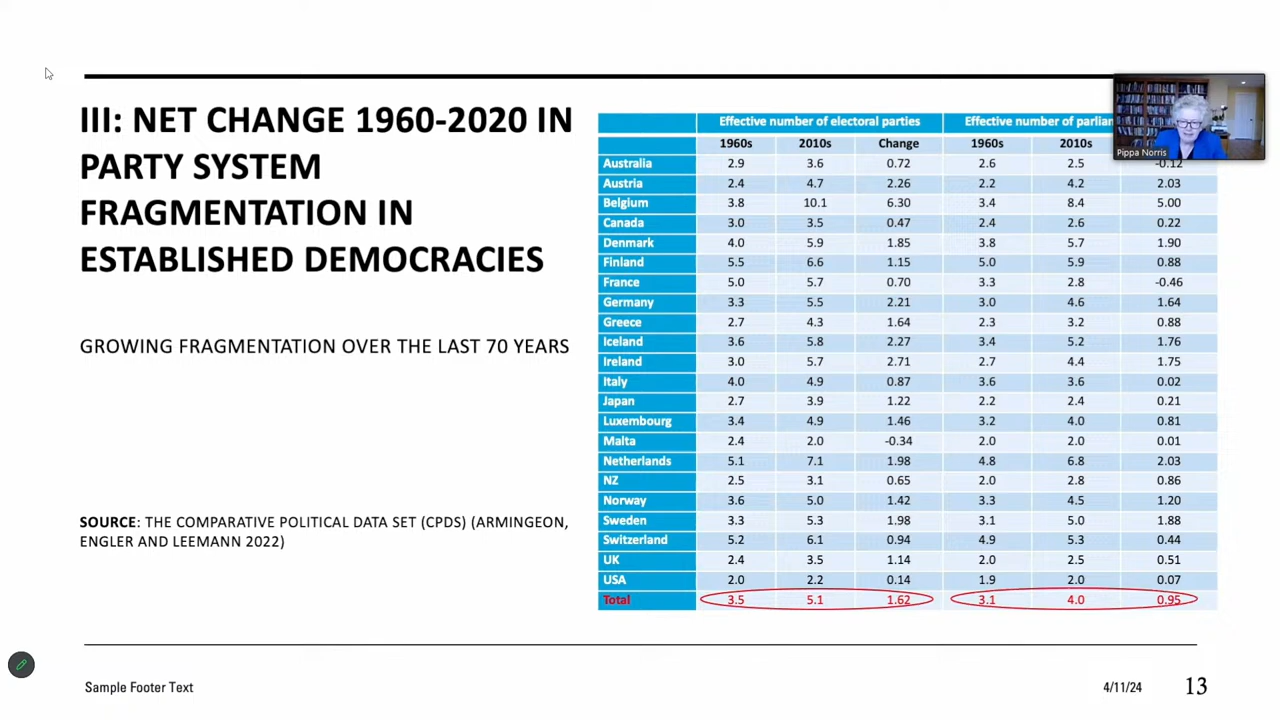 III: NET CHANGE 1960-2020 IN
PARTY SYSTEM
FRAGMENTATION IN
ESTABLISHED DEMOCRACIES
GROWING FRAGMENTATION OVER THE LAST 70 YEARS
SOURCE: THE COMPARATIVE POLITICAL DATA SET (CPDS) (ARMINGEON,
ENGLER AND LEEMANN 2022)
Effective number of electoral parties Effective number of
1960s 2010s Change 1960s 2010s
Australia 2.9 3.6 0.72 2.6 2.5 -0.12
Austria 2.4 4.7 2.26 2.2 4.2 2.03
Belgium 3.8 10.1 6.30 3.4 8.4 5.00
Canada 3.0 3.5 0.47 2.4 2.6 0.22
Denmark 4.0 5.9 1.85 3.8 5.7 1.90
Finland 5.5 6.6 1.15 5.0 5.9 0.88
France 5.0 5.7 0.70 3.3 2.8 -0.46
Germany 3.3 5.5 2.21 3.0 4.6 1.64
Greece 2.7 4.3 1.64 2.3 3.2 0.88
Iceland 3.6 5.8 2.27 3.4 5.2 1.76
Ireland 3.0 5.7 2.71 2.7 4.4 1.75
Italy 4.0 4.9 0.87 3.6 3.6 0.02
Japan 2.7 3.9 1.22 2.2 2.4 0.21
Luxembourg 3.4 4.9 1.46 3.2 4.0 0.81
Malta 2.4 2.0 -0.34 2.0 2.0 0.01
Netherlands 5.1 7.1 1.98 4.8 6.8 2.03
NZ 2.5 3.1 0.65 2.0 2.8 0.86
Norway 3.6 5.0 1.42 3.3 4.5 1.20
Sweden 3.3 5.3 1.98 3.1 5.0 1.88
Switzerland 5.2 6.1 0.94 4.9 5.3 0.44
UK 2.4 3.5 1.14 2.0 2.5 0.51
USA 2.0 2.2 0.14 1.9 2.0 0.07
Total 3.5 5.1 1.62 3.1 4.0 0.95
Pippa Norris
Sample Footer Text
4/11/24
13